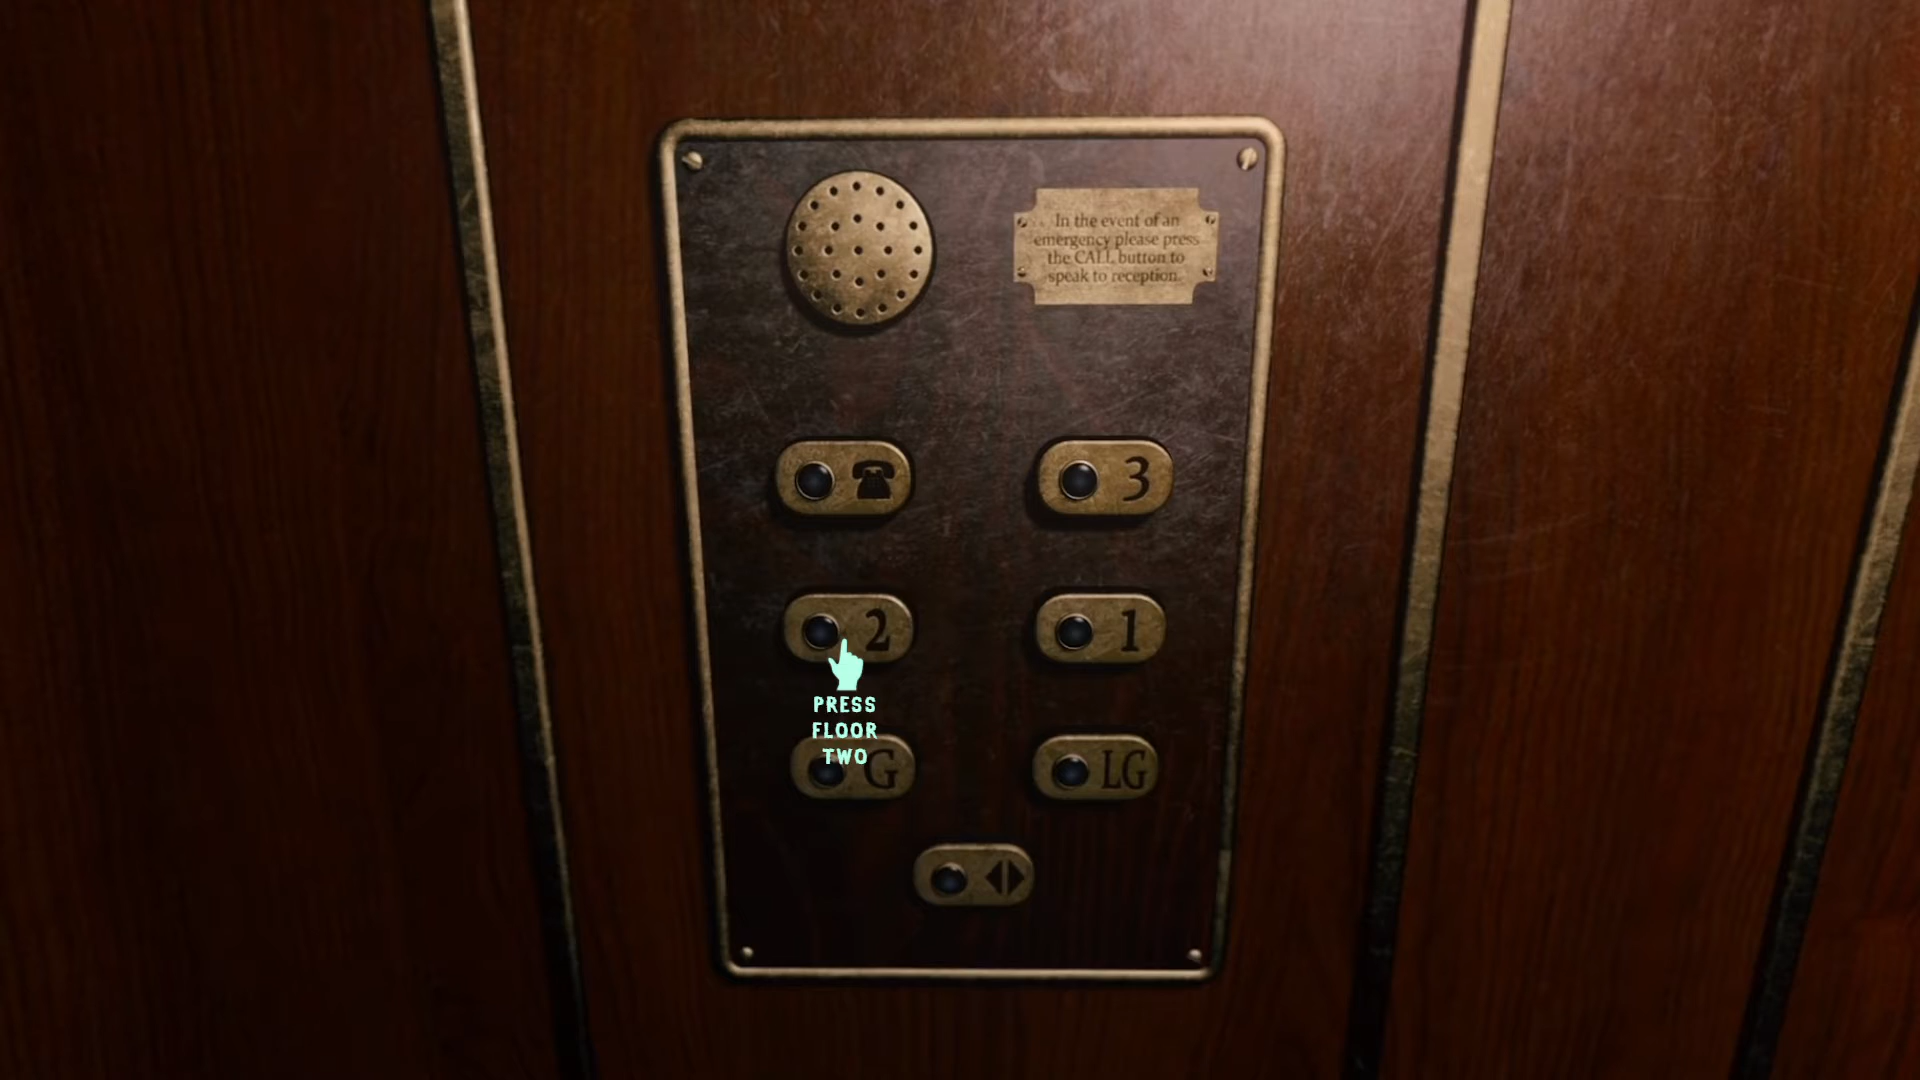 In the event of an
emergency please press
the CALL button to
speak to reception.
3
2
1
PRESS
FLOOR
TWO
G
LG